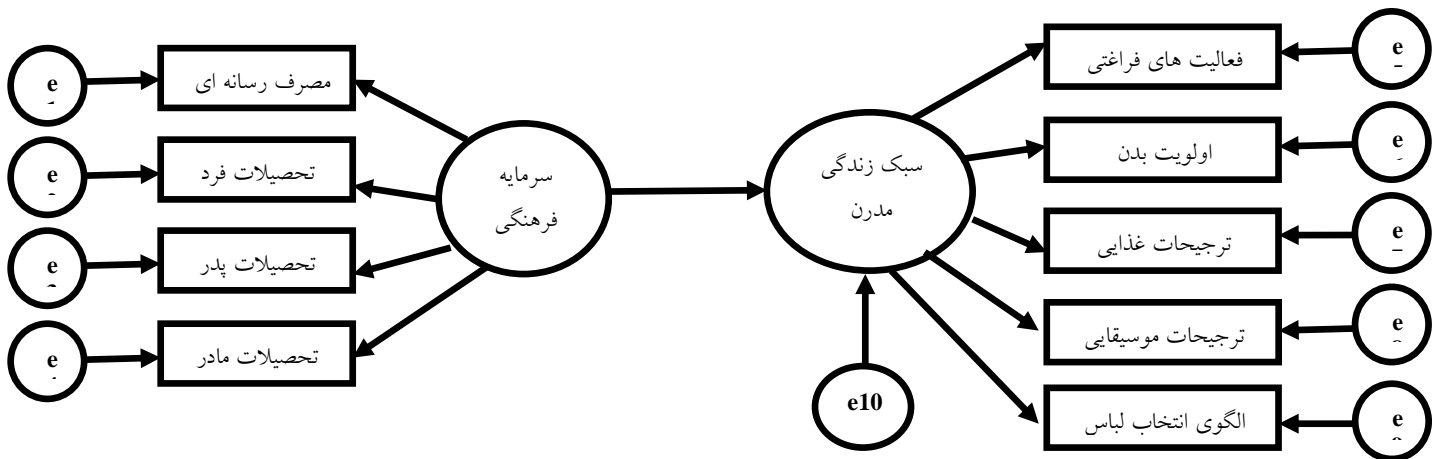 مصرف رسانه ای
تحصیلات فرد
تحصیلات پدر
تحصیلات مادر
سرمایه
فرهنگی
سبک زندگی
مدرن
فعالیت های فراغتی
اولویت بدن
ترجیحات غذایی
ترجیحات موسیقایی
الگوی انتخاب لباس
e
e
e
e
e10
e
e
e
e
e